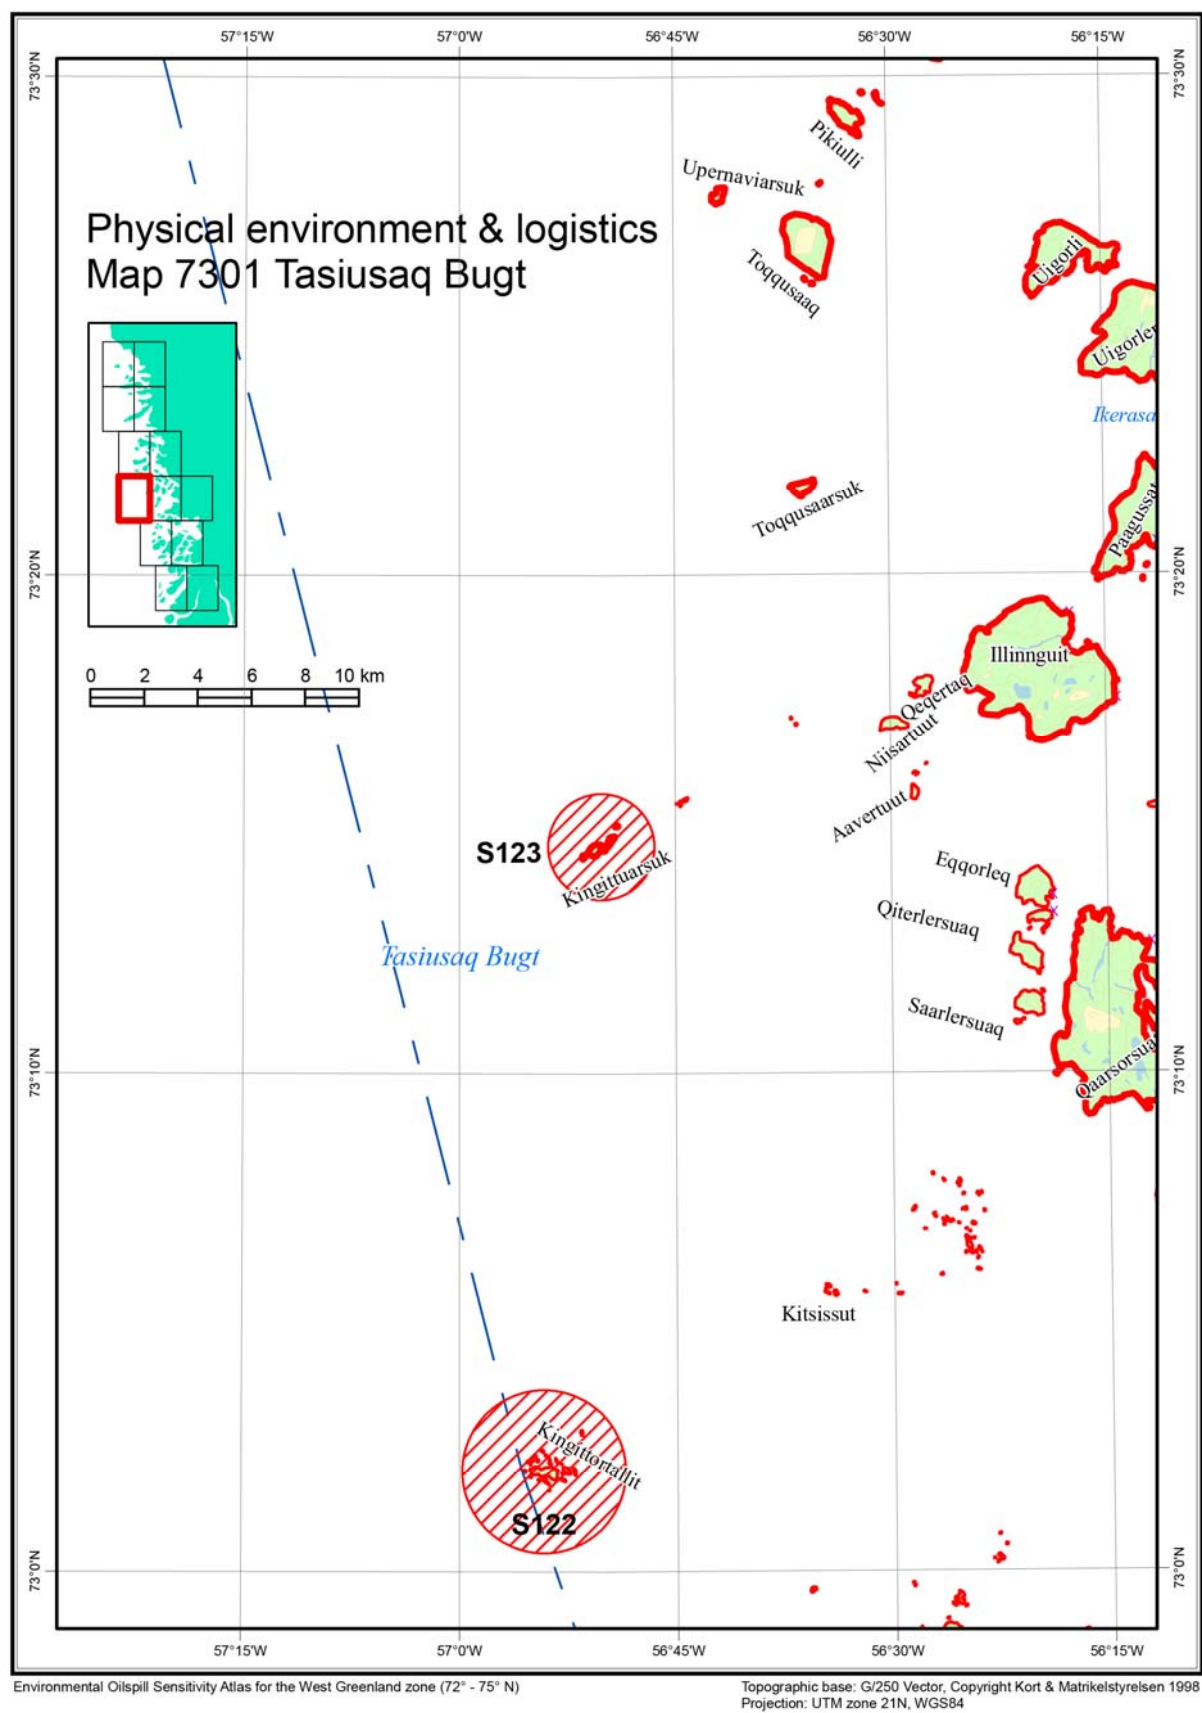 57°15'W 57°0'W 56°45'W 56°30'W 56°15'W
73°30'N 73°30'N
Pikiulli
Upernaviarsuk
Physical environment & logistics
Map 7301 Tasiusaq Bugt
Toqqusaaq
Uigorli
Uigorler
Ikerasa
Toqqusaarsuk
Paagussat
73°20'N 73°20'N
Illinnguit
0 2 4 6 8 10 km
Qeqertaq
Niisartuut
Aavertuut
S123
Kingittuarsuk
Eqqorleq
Qiterlersuaq
Tasiusaq Bugt
Saarlersuaq
Qaarsorsua
73°10'N 73°10'N
Kitsissut
Kingittortallit
S122
73°0'N 73°0'N
57°15'W 57°0'W 56°45'W 56°30'W 56°15'W
Environmental Oilspill Sensitivity Atlas for the West Greenland zone (72° - 75° N)
Topographic base: G/250 Vector, Copyright Kort & Matrikelstyrelsen 1998
Projection: UTM zone 21N, WGS84